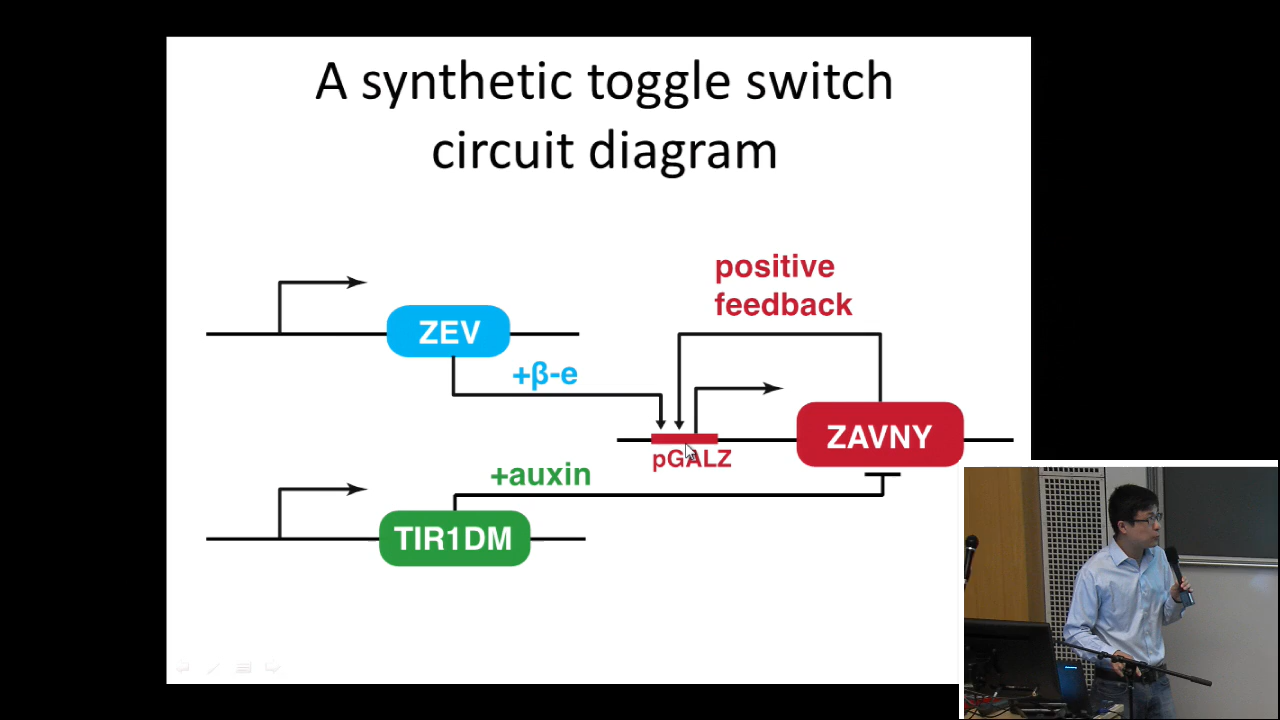 A synthetic toggle switch
circuit diagram
positive
feedback
ZEV
+β-e
ZAVNY
pGALZ
+auxin
TIR1DM